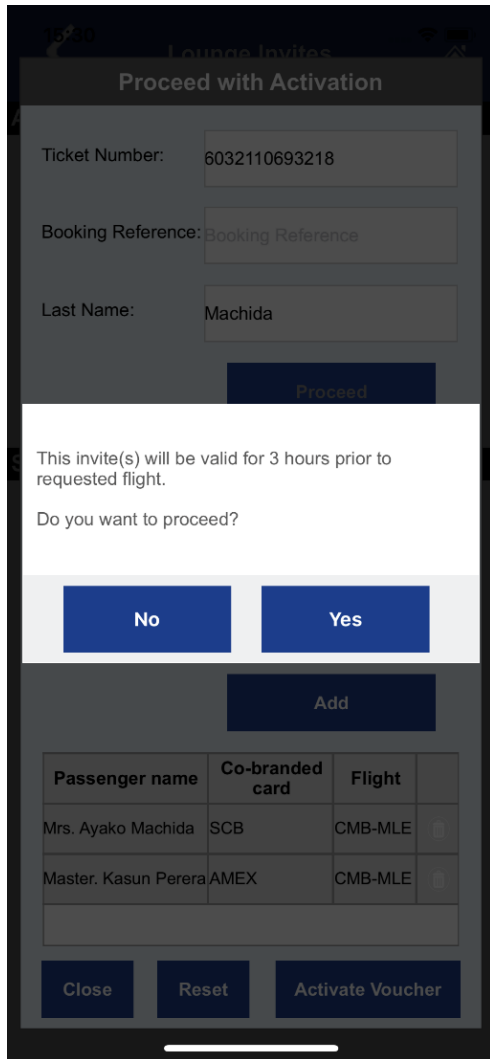 Lounge Invites
Proceed with Activation
Ticket Number:
6032110693218
Booking Reference:
Booking Reference
Last Name:
Machida
Proceed
This invite(s) will be valid for 3 hours prior to
requested flight.
Do you want to proceed?
No
Yes
Add
Passenger name
Co-branded
card
Flight
Mrs. Ayako Machida SCB CMB-MLE
Master. Kasun Perera AMEX CMB-MLE
Close
Reset
Activate Voucher